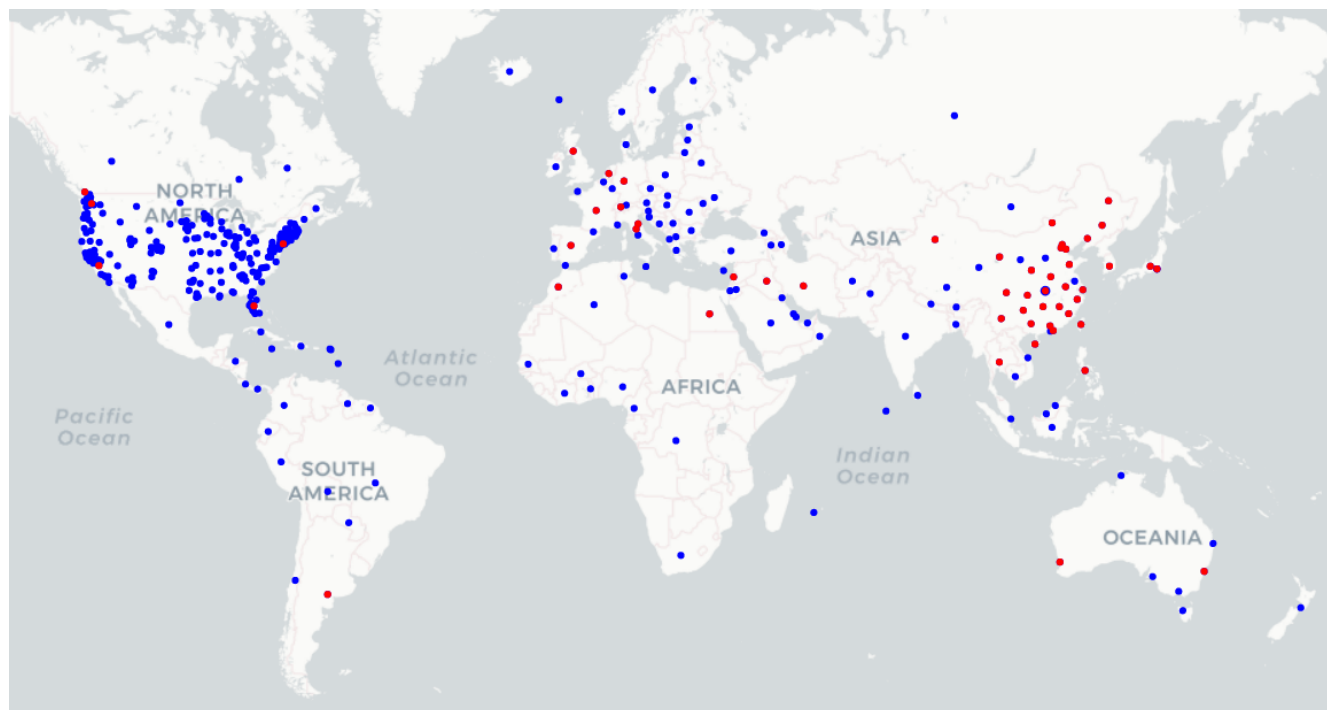 NORTH
AMERICA
ASIA
Atlantic
Ocean
AFRICA
Pacific
Ocean
Indian
Ocean
SOUTH
AMERICA
OCEANIA